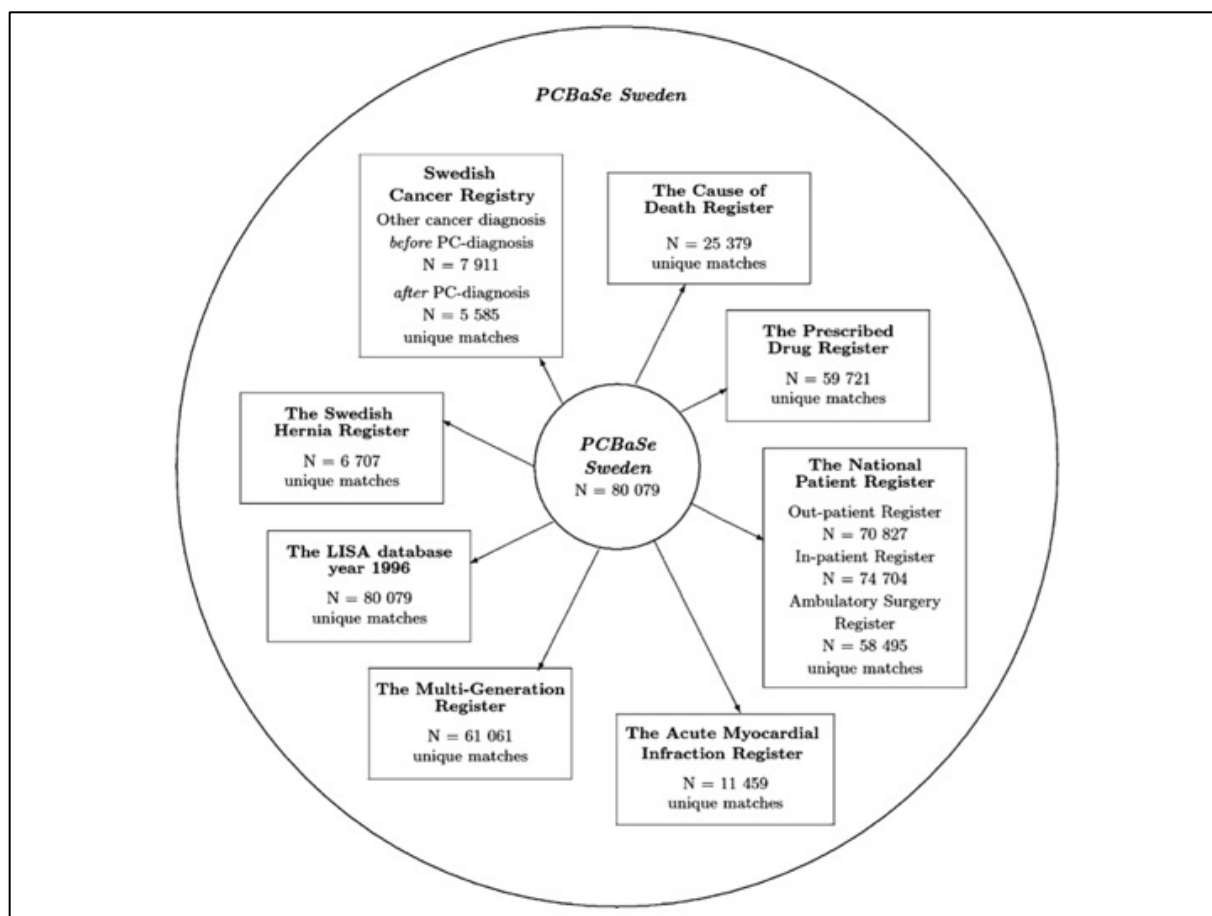 PCBaSe Sweden
Swedish
Cancer Registry
Other cancer diagnosis
before PC-diagnosis
N = 7 911
after PC-diagnosis
N = 5 585
unique matches
The Cause of
Death Register
N = 25 379
unique matches
The Prescribed
Drug Register
N = 59 721
unique matches
The Swedish
Hernia Register
N = 6 707
unique matches
PCBaSe
Sweden
N = 80 079
The National
Patient Register
Out-patient Register
N = 70 827
In-patient Register
N = 74 704
Ambulatory Surgery
Register
N = 58 495
unique matches
The LISA database
year 1996
N = 80 079
unique matches
The Multi-Generation
Register
N = 61 061
unique matches
The Acute Myocardial
Infraction Register
N = 11 459
unique matches